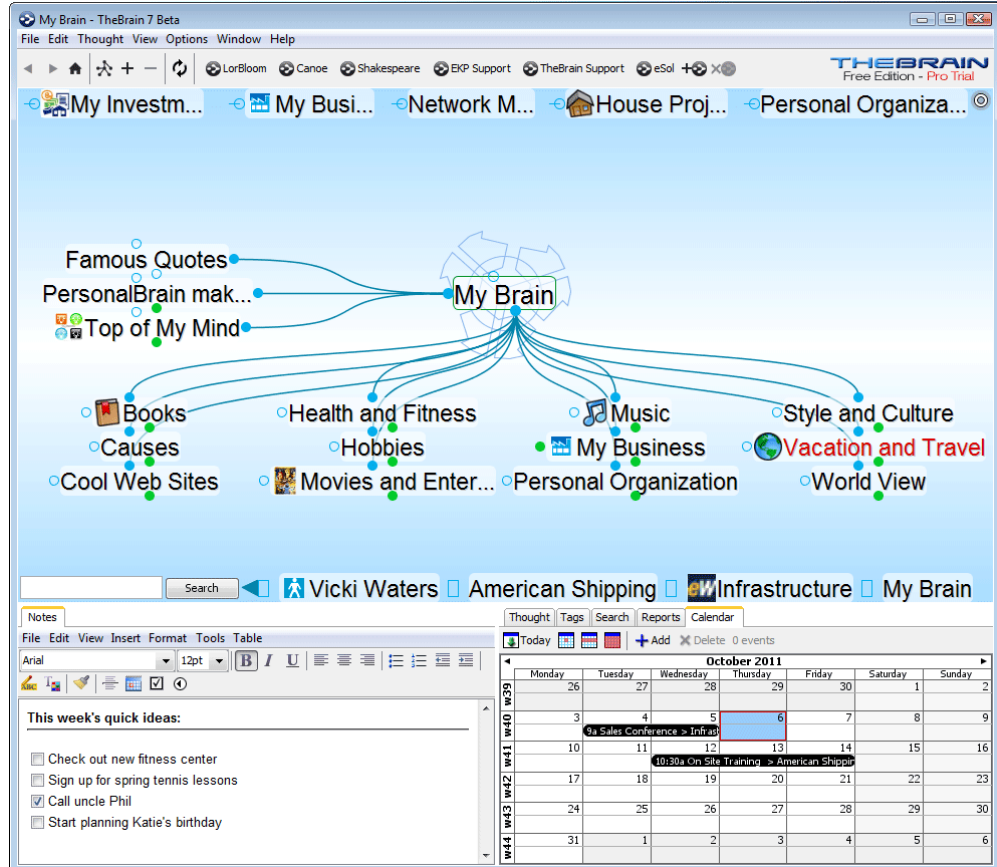 My Brain - TheBrain 7 Beta
File Edit Thought View Options Window Help
LorBloom Canoe Shakespeare EKP Support TheBrain Support eSol
THEBRAIN
Free Edition - Pro Trial
My Investm... My Busi... Network M... House Proj... Personal Organiza...
Famous Quotes
PersonalBrain mak...
My Brain
Top of My Mind
Books Health and Fitness Music Style and Culture
Causes Hobbies My Business Vacation and Travel
Cool Web Sites Movies and Enter... Personal Organization World View
Search Vicki Waters American Shipping eW Infrastructure My Brain
Notes
File Edit View Insert Format Tools Table
Arial 12pt B I U
ABC T
This week's quick ideas:
Check out new fitness center
Sign up for spring tennis lessons
Call uncle Phil
Start planning Katie's birthday
Thought Tags Search Reports Calendar
Today Add Delete 0 events
October 2011
Monday Tuesday Wednesday Thursday Friday Saturday Sunday
w39 26 27 28 29 30 1 2
w40 3 4 5 6 7 8 9
9a Sales Conference > Infras
w41 10 11 12 13 14 15 16
10:30a On Site Training > American Shippin
w42 17 18 19 20 21 22 23
w43 24 25 26 27 28 29 30
w44 31 1 2 3 4 5 6